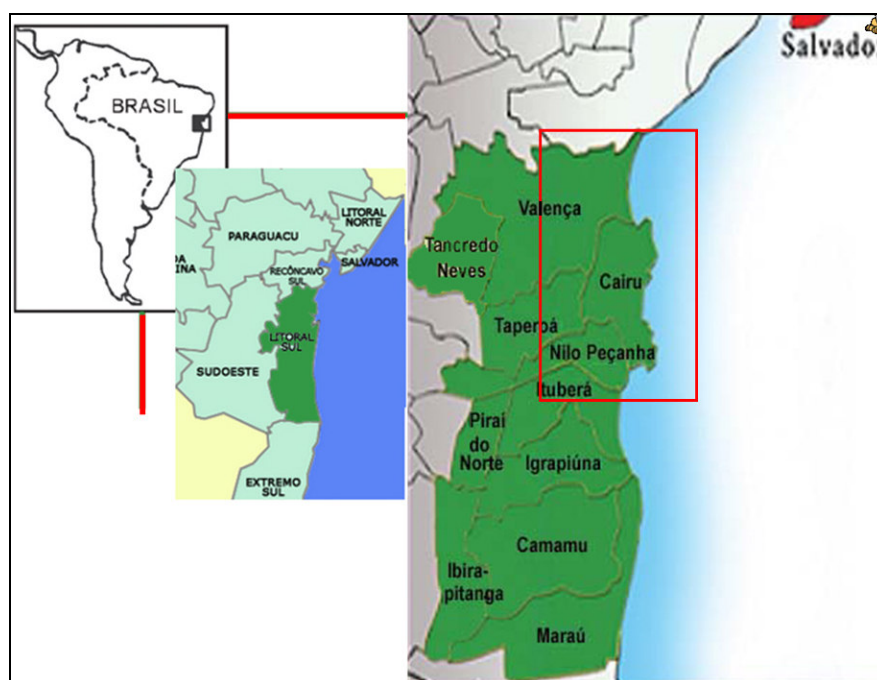 BRASIL
PARAGUACU
LITORAL
NORTE
DA
INA
RECÔNCAVO
SUL
SALVADOR
LITORAL
SUL
SUDOESTE
EXTREMO
SUL
Salvador
Valença
Tancredo
Neves
Cairu
Taperoá
Nilo Peçanha
Ituberá
Piraí
do
Norte
Igrapiúna
Camamu
Ibira-
pitanga
Maraú